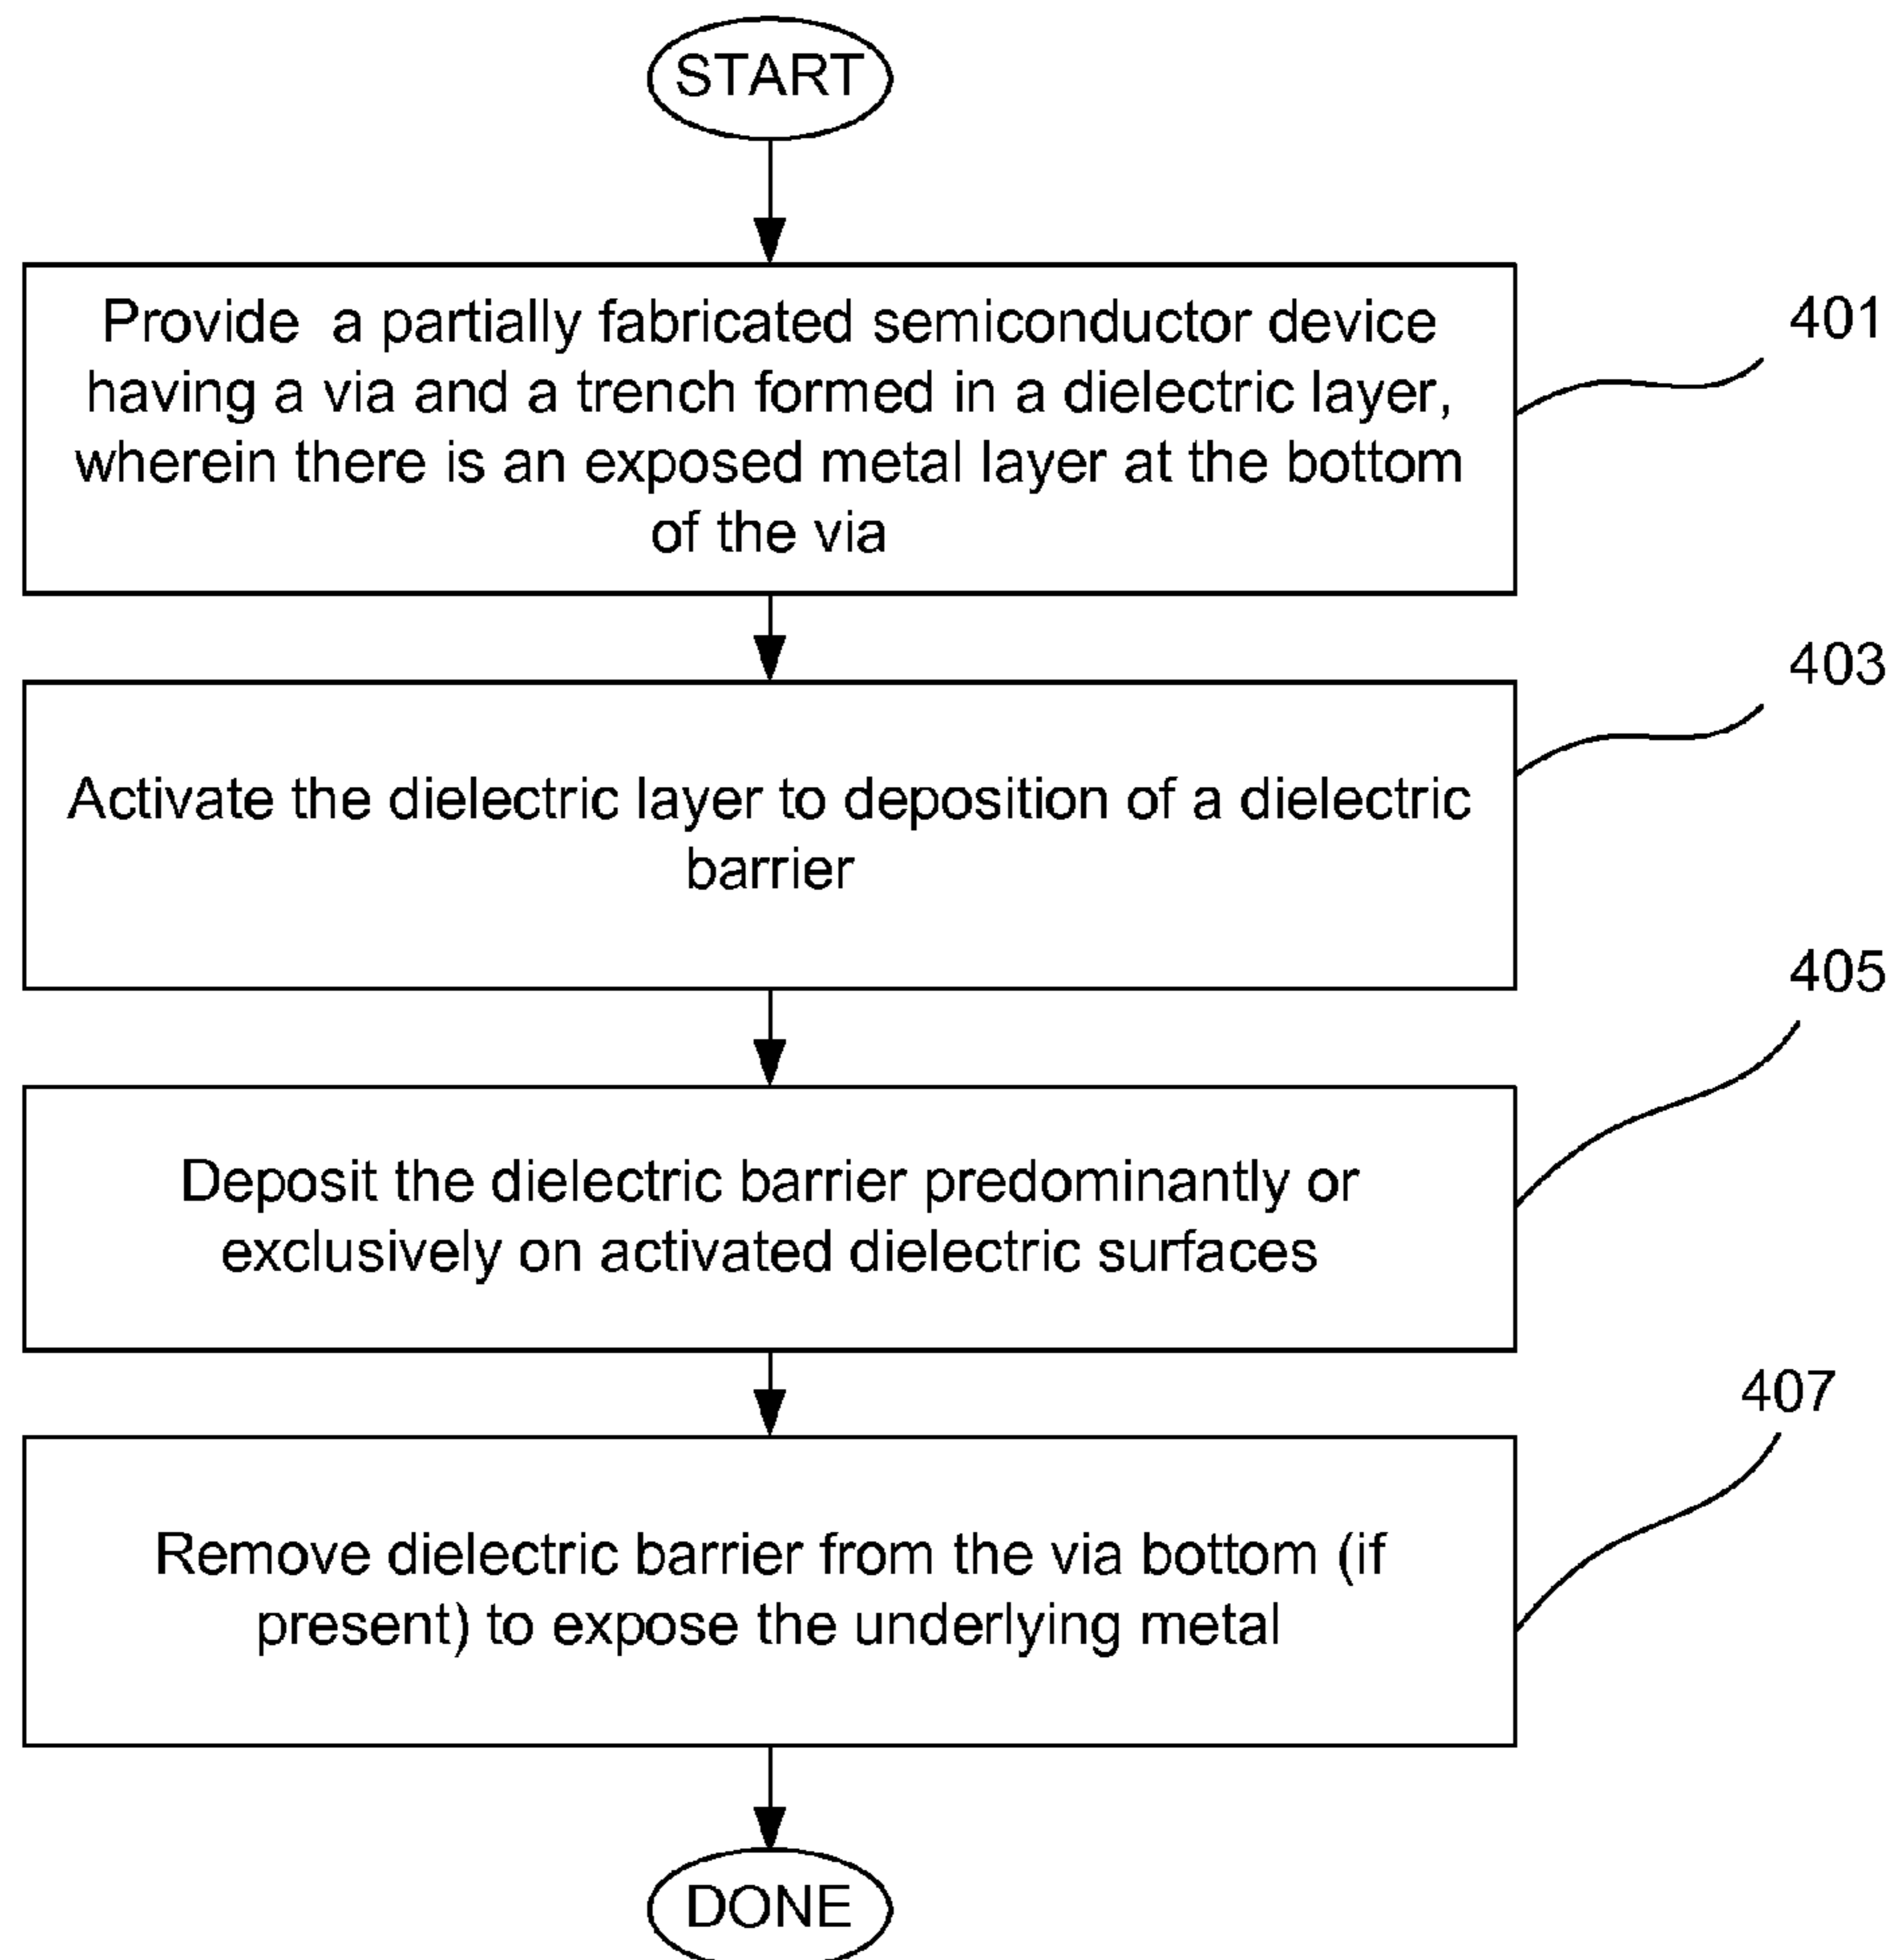 START
Provide a partially fabricated semiconductor device
having a via and a trench formed in a dielectric layer,
wherein there is an exposed metal layer at the bottom
of the via
401
403
Activate the dielectric layer to deposition of a dielectric
barrier
405
Deposit the dielectric barrier predominantly or
exclusively on activated dielectric surfaces
407
Remove dielectric barrier from the via bottom (if
present) to expose the underlying metal
DONE